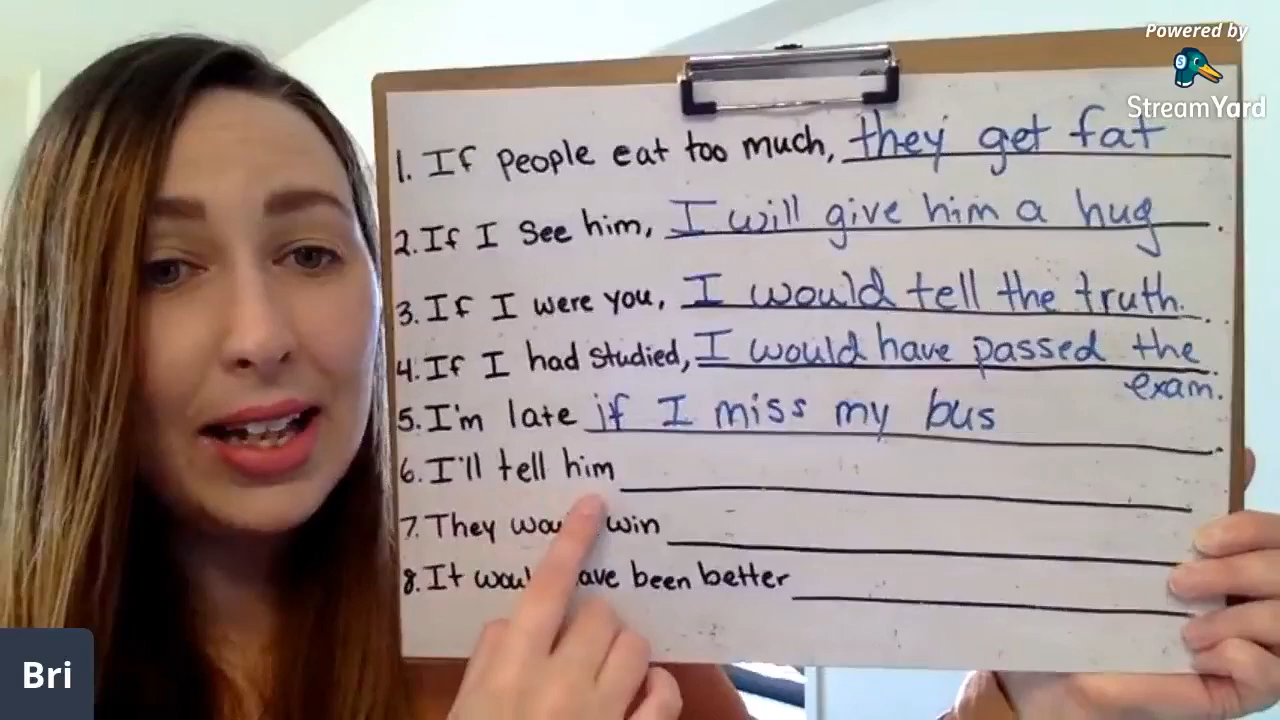 Powered by
StreamYard
1. If people eat too much, they get fat
2. If I see him, I will give him a hug.
3. If I were you, I would tell the truth.
4. If I had studied, I would have passed the
exam.
5. I'm late if I miss my bus.
6. I'll tell him
7. They win
8. It been better
Bri